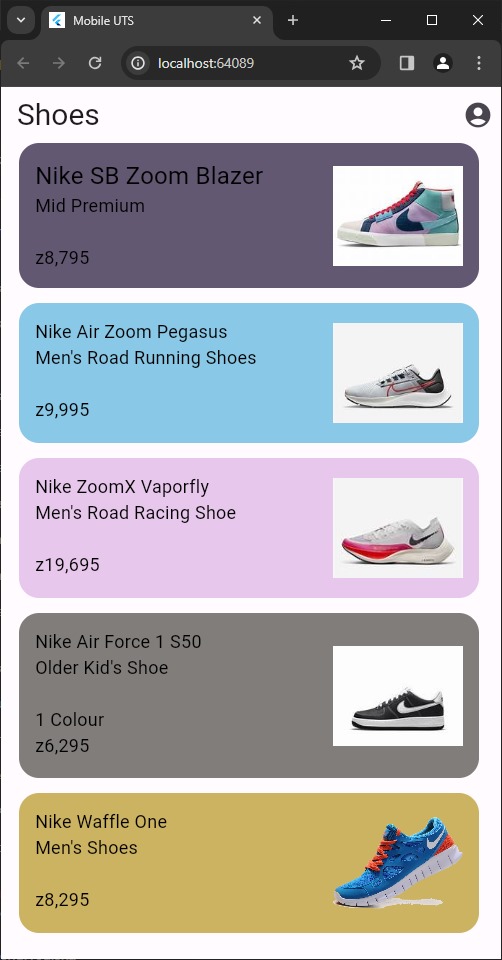 Mobile UTS
localhost:64089
Shoes
Nike SB Zoom Blazer
Mid Premium
z8,795
Nike Air Zoom Pegasus
Men's Road Running Shoes
z9,995
Nike ZoomX Vaporfly
Men's Road Racing Shoe
z19,695
Nike Air Force 1 S50
Older Kid's Shoe
1 Colour
z6,295
Nike Waffle One
Men's Shoes
z8,295